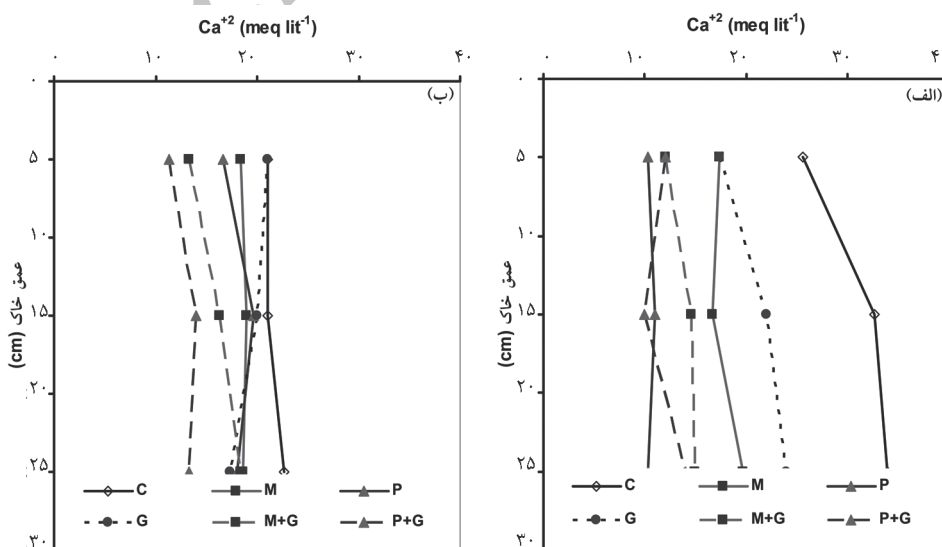 Ca+2 (meq lit-1)
۰ ۱۰ ۲۰ ۳۰ ۴۰
(ب)
۰
۵
۱۰
۱۵
۲۰
۲۵
۳۰
عمق خاک (cm)
C M P
G M+G P+G
Ca+2 (meq lit-1)
۰ ۱۰ ۲۰ ۳۰
(الف)
۰
۵
۱۰
۱۵
۲۰
۲۵
۳۰
عمق خاک (cm)
C M P
G M+G P+G